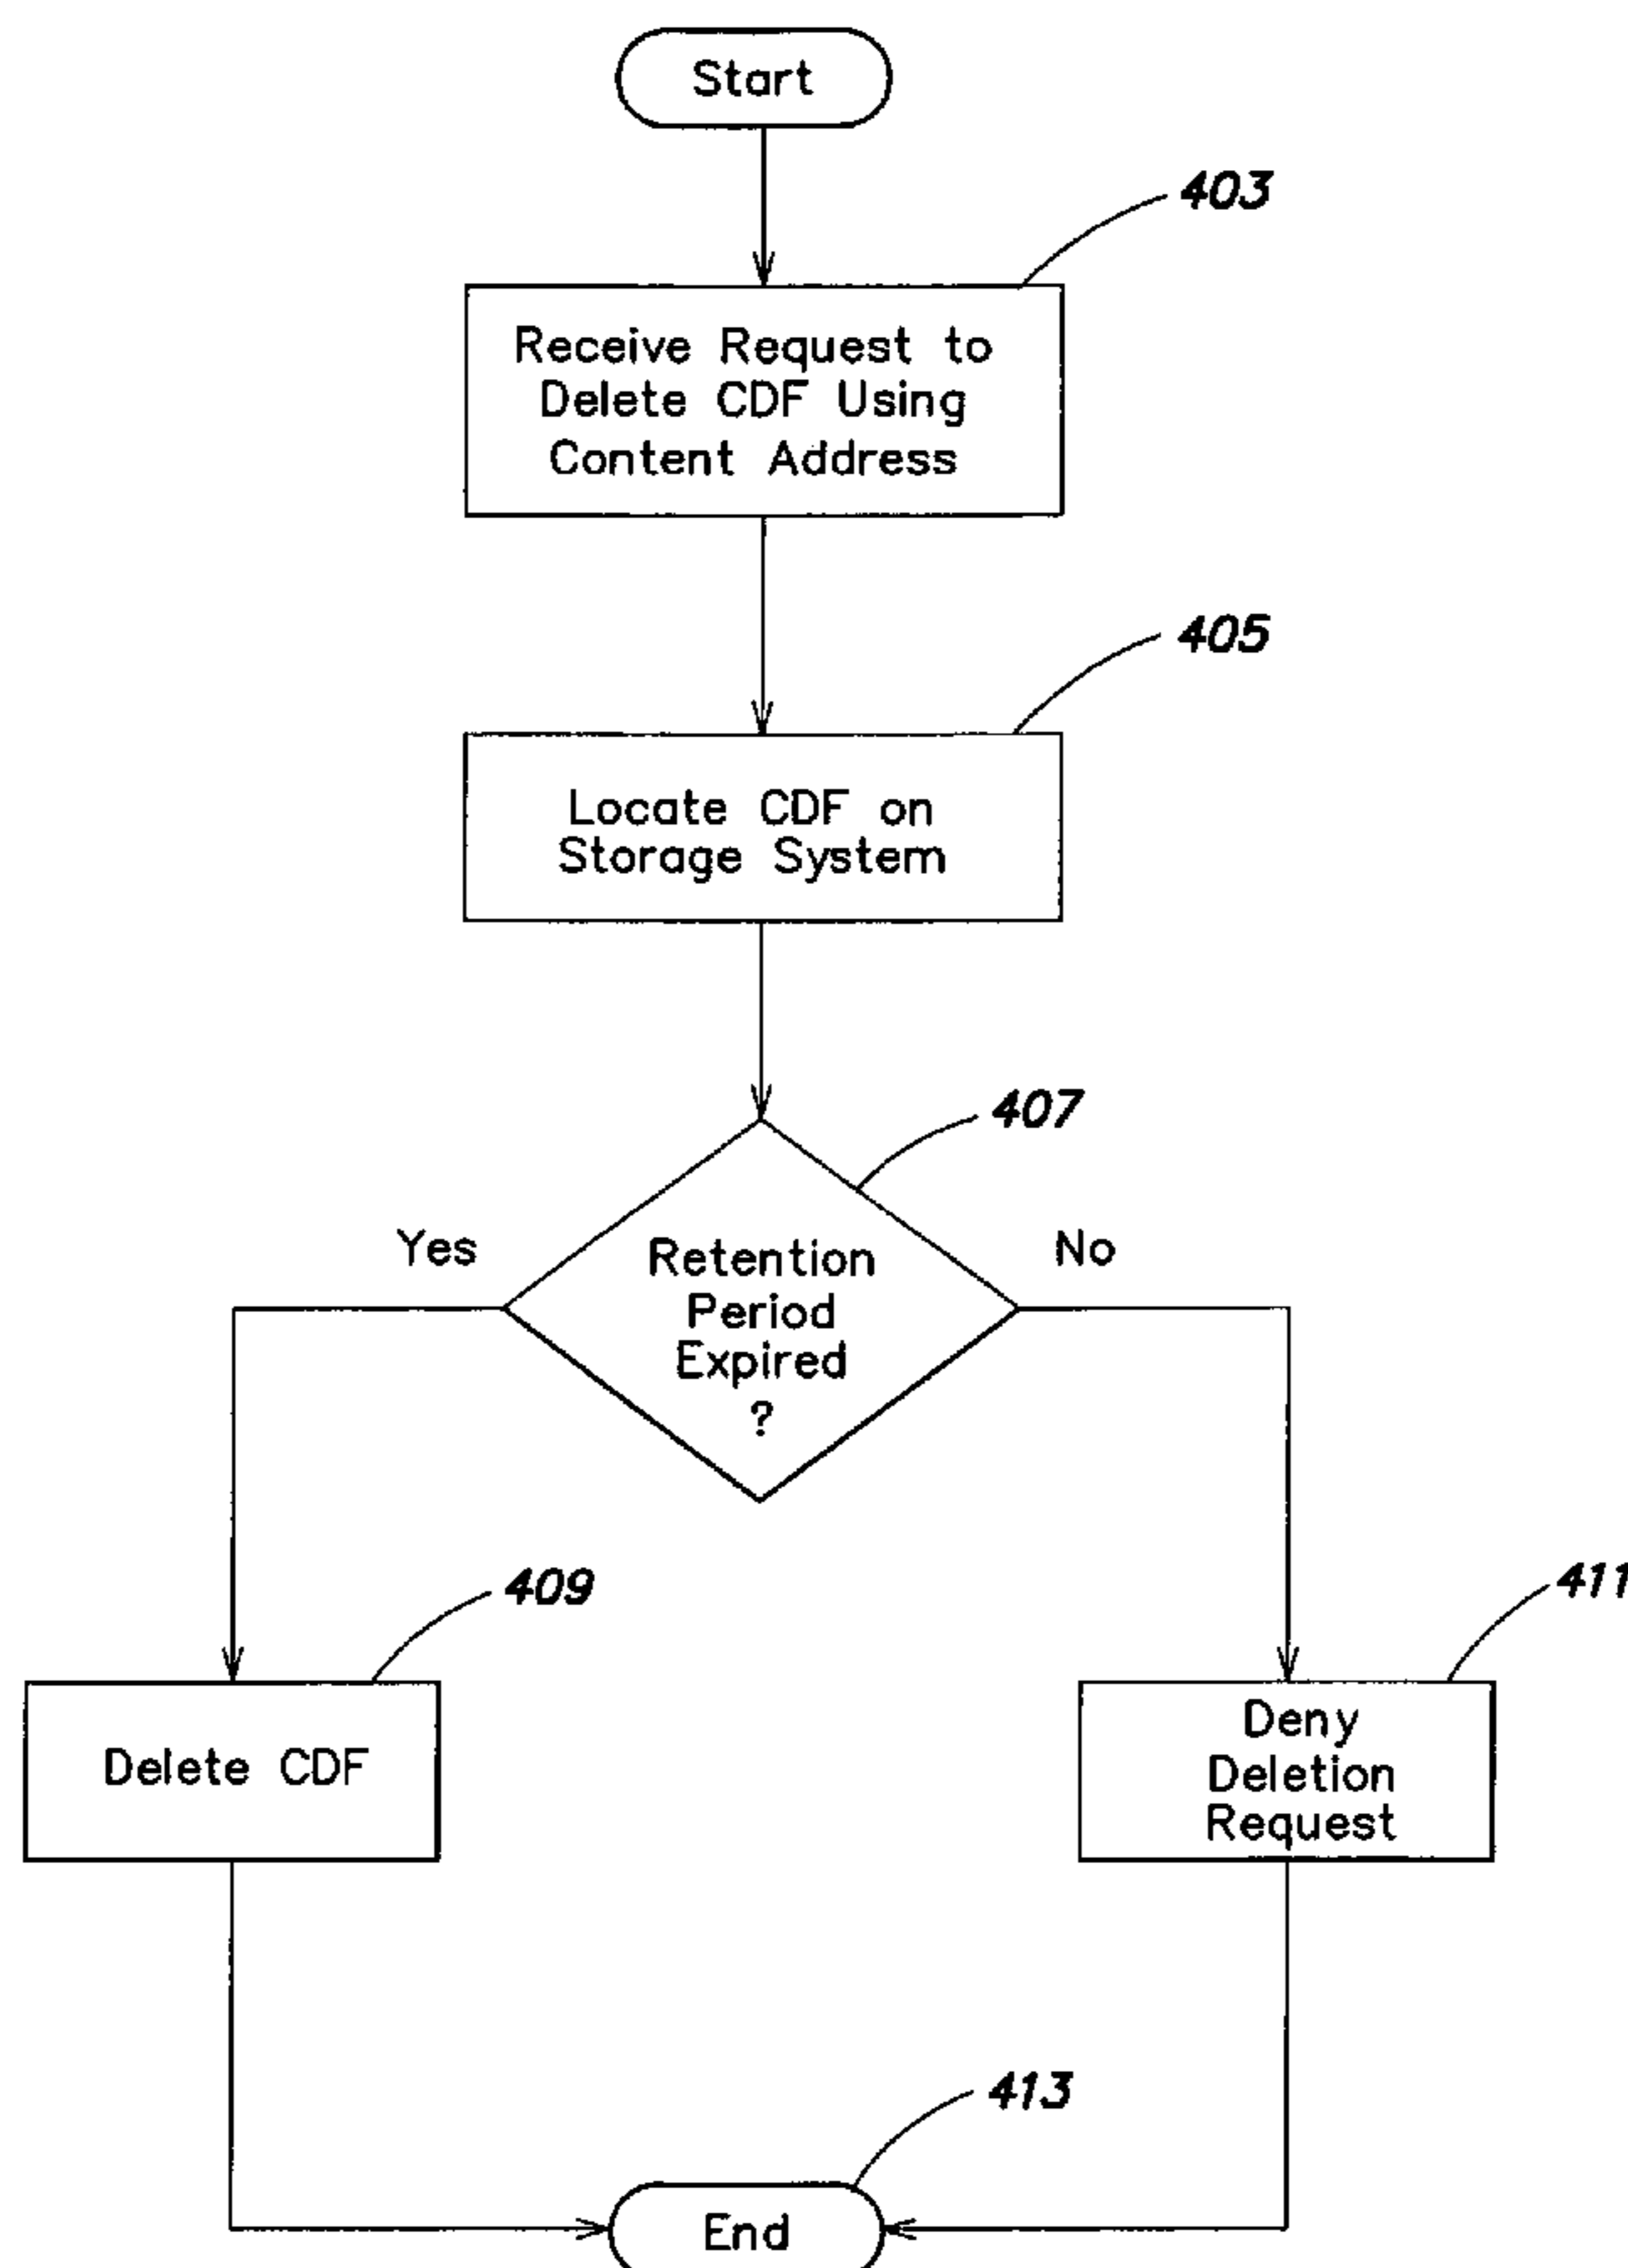 Start
403
Receive Request to
Delete CDF Using
Content Address
405
Locate CDF on
Storage System
407
Yes
No
Retention
Period
Expired
?
409
411
Delete CDF
Deny
Deletion
Request
413
End